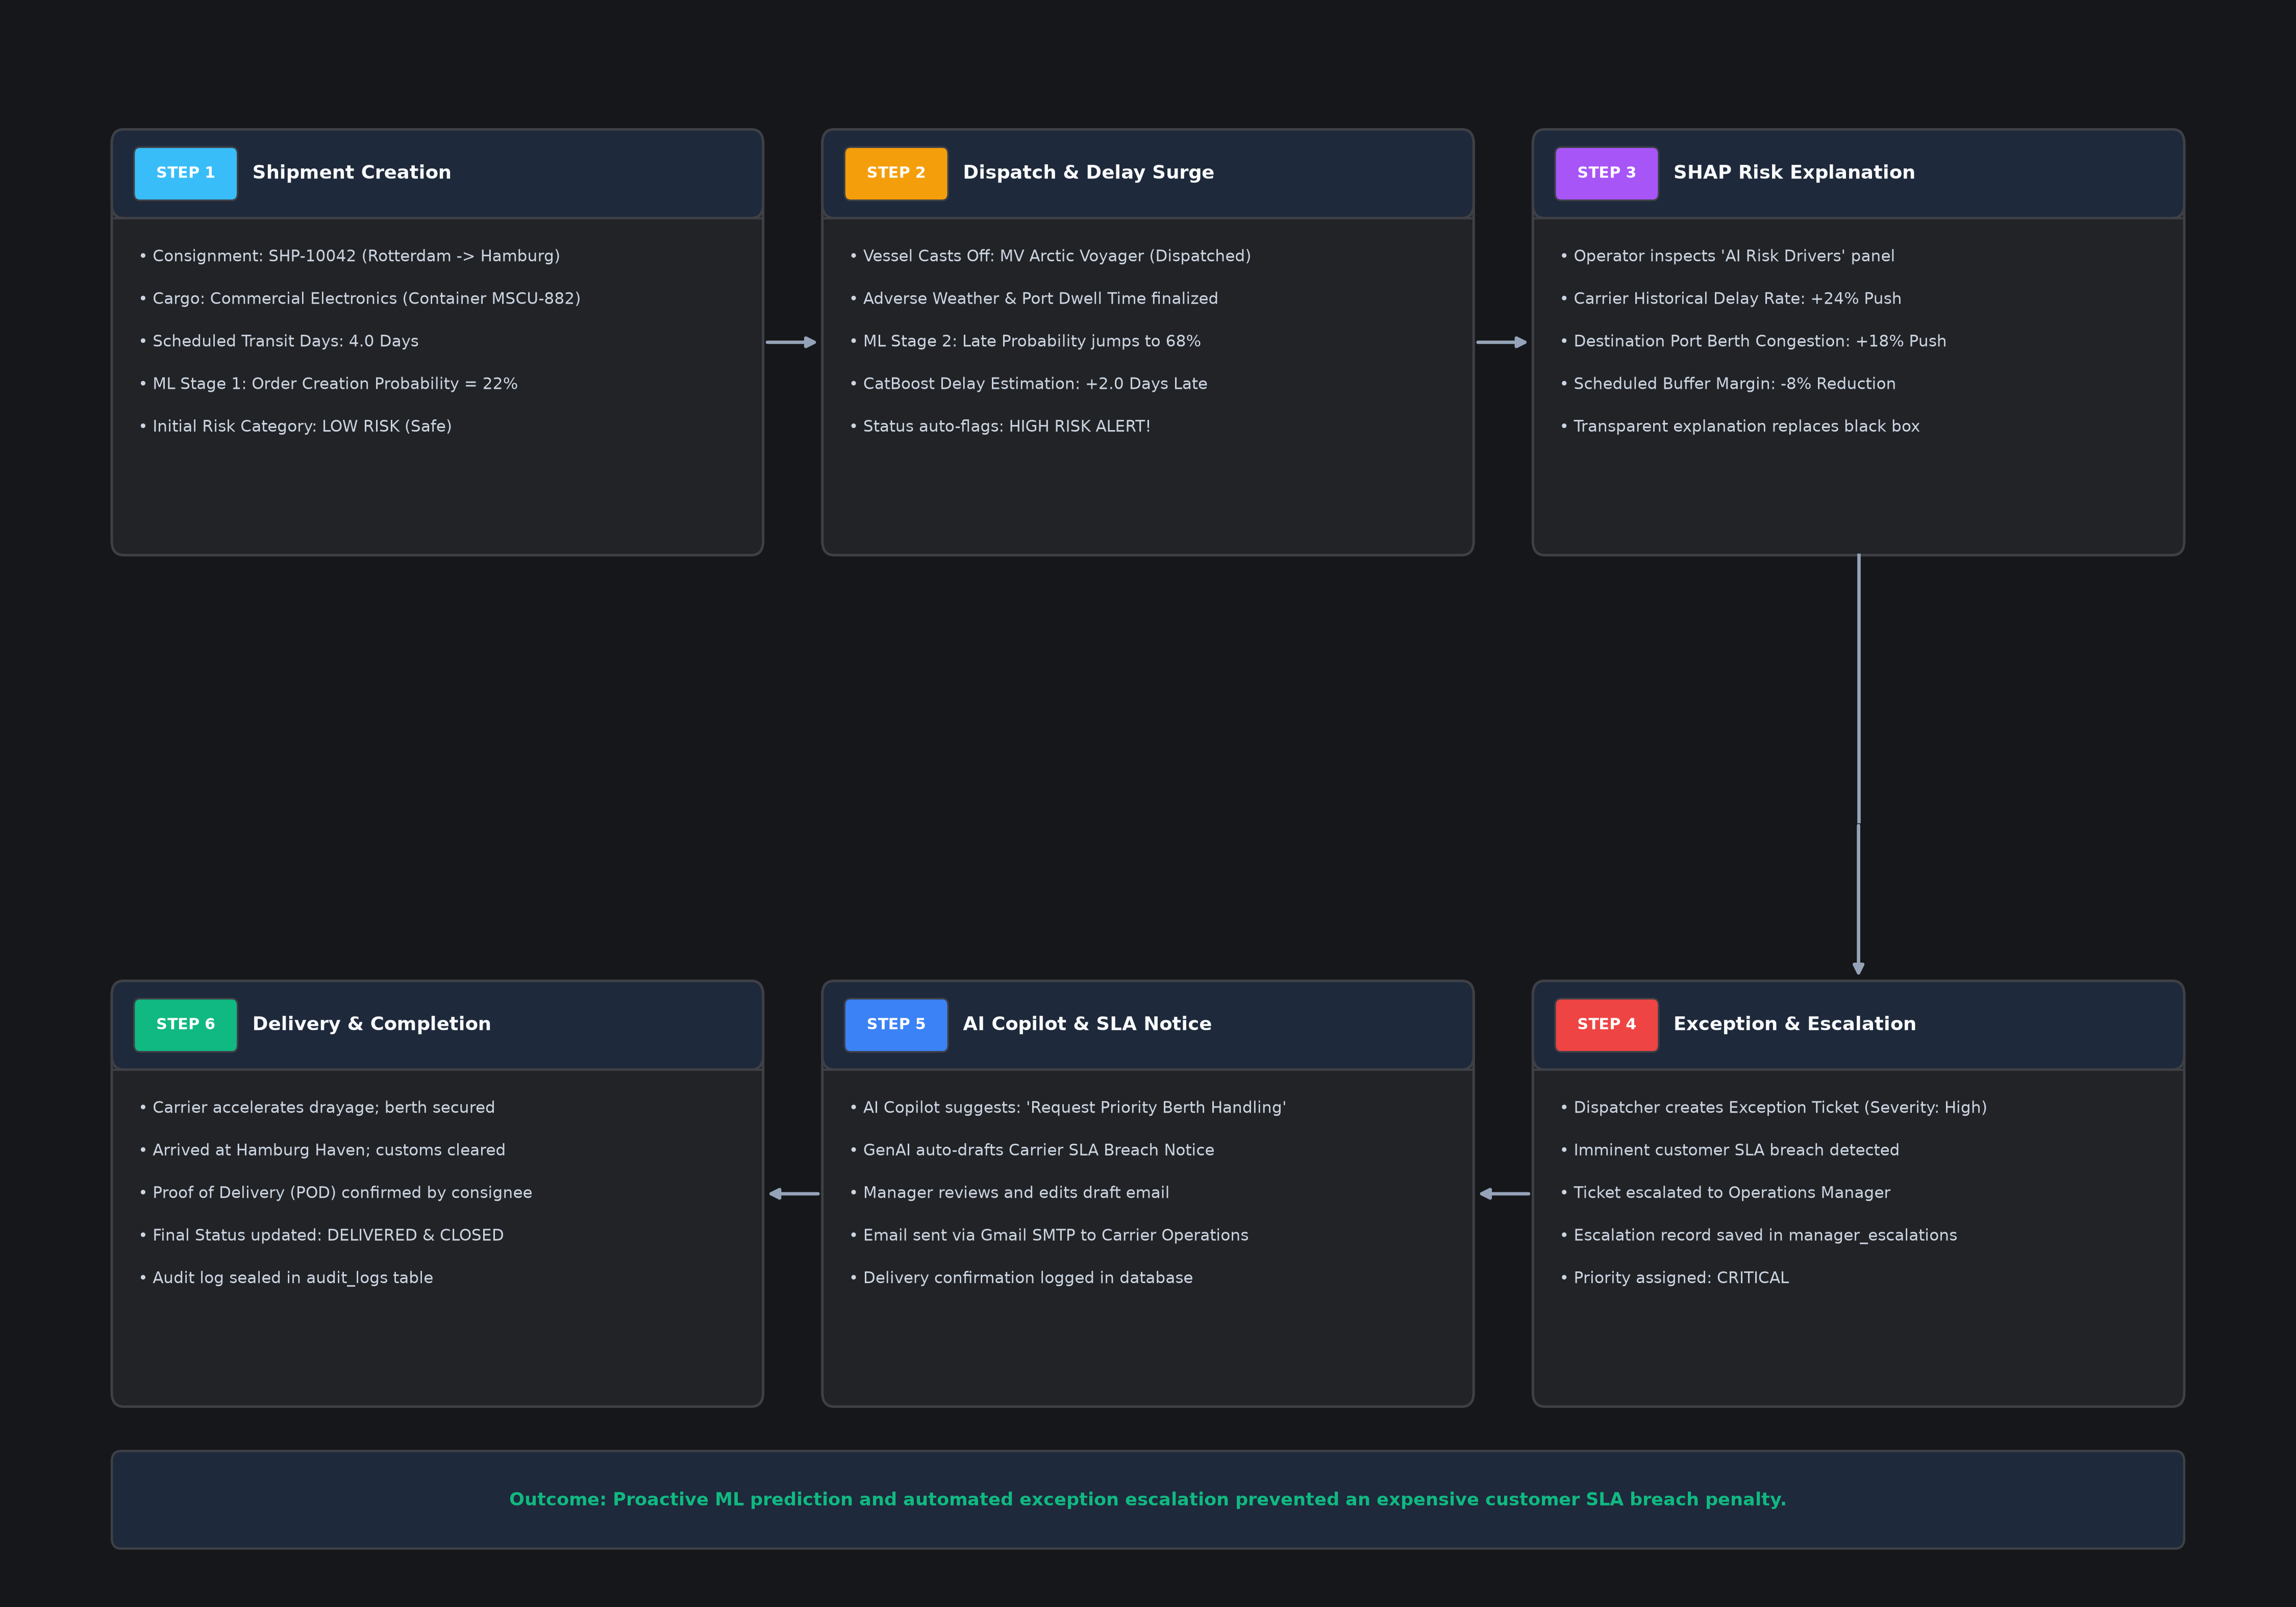 STEP 1
Shipment Creation
• Consignment: SHP-10042 (Rotterdam -> Hamburg)
• Cargo: Commercial Electronics (Container MSCU-882)
• Scheduled Transit Days: 4.0 Days
• ML Stage 1: Order Creation Probability = 22%
• Initial Risk Category: LOW RISK (Safe)
STEP 2
Dispatch & Delay Surge
• Vessel Casts Off: MV Arctic Voyager (Dispatched)
• Adverse Weather & Port Dwell Time finalized
• ML Stage 2: Late Probability jumps to 68%
• CatBoost Delay Estimation: +2.0 Days Late
• Status auto-flags: HIGH RISK ALERT!
STEP 3
SHAP Risk Explanation
• Operator inspects 'AI Risk Drivers' panel
• Carrier Historical Delay Rate: +24% Push
• Destination Port Berth Congestion: +18% Push
• Scheduled Buffer Margin: -8% Reduction
• Transparent explanation replaces black box
STEP 4
Exception & Escalation
• Dispatcher creates Exception Ticket (Severity: High)
• Imminent customer SLA breach detected
• Ticket escalated to Operations Manager
• Escalation record saved in manager_escalations
• Priority assigned: CRITICAL
STEP 5
AI Copilot & SLA Notice
• AI Copilot suggests: 'Request Priority Berth Handling'
• GenAI auto-drafts Carrier SLA Breach Notice
• Manager reviews and edits draft email
• Email sent via Gmail SMTP to Carrier Operations
• Delivery confirmation logged in database
STEP 6
Delivery & Completion
• Carrier accelerates drayage; berth secured
• Arrived at Hamburg Haven; customs cleared
• Proof of Delivery (POD) confirmed by consignee
• Final Status updated: DELIVERED & CLOSED
• Audit log sealed in audit_logs table
Outcome: Proactive ML prediction and automated exception escalation prevented an expensive customer SLA breach penalty.